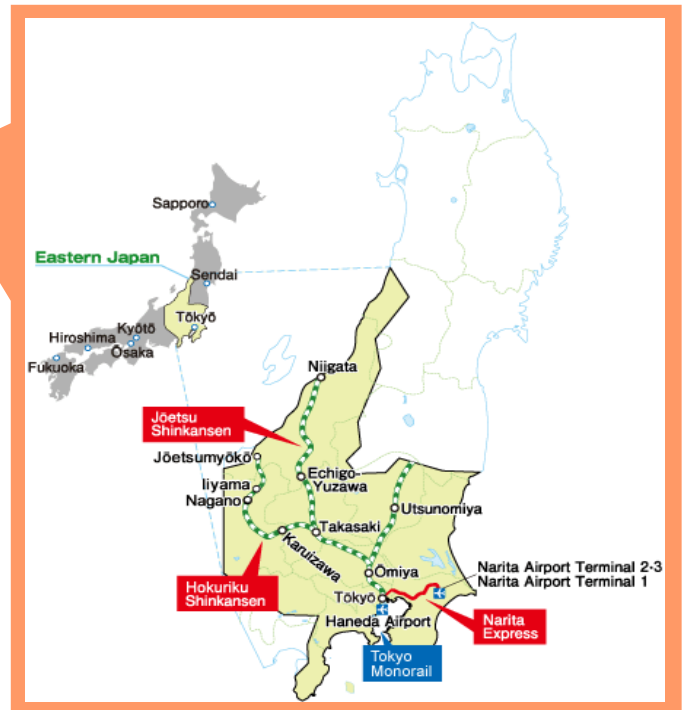 Sapporo
Eastern Japan
Sendai
Tōkyō
Kyōtō
Hiroshima
Ōsaka
Fukuoka
Niigata
Jōetsu
Shinkansen
Jōetsumyōkō
Iiyama
Nagano
Echigo-
Yuzawa
Utsunomiya
Takasaki
Karuizawa
Ōmiya
Hokuriku
Shinkansen
Narita Airport Terminal 2-3
Narita Airport Terminal 1
Tōkyō
Haneda Airport
Narita
Express
Tokyo
Monorail